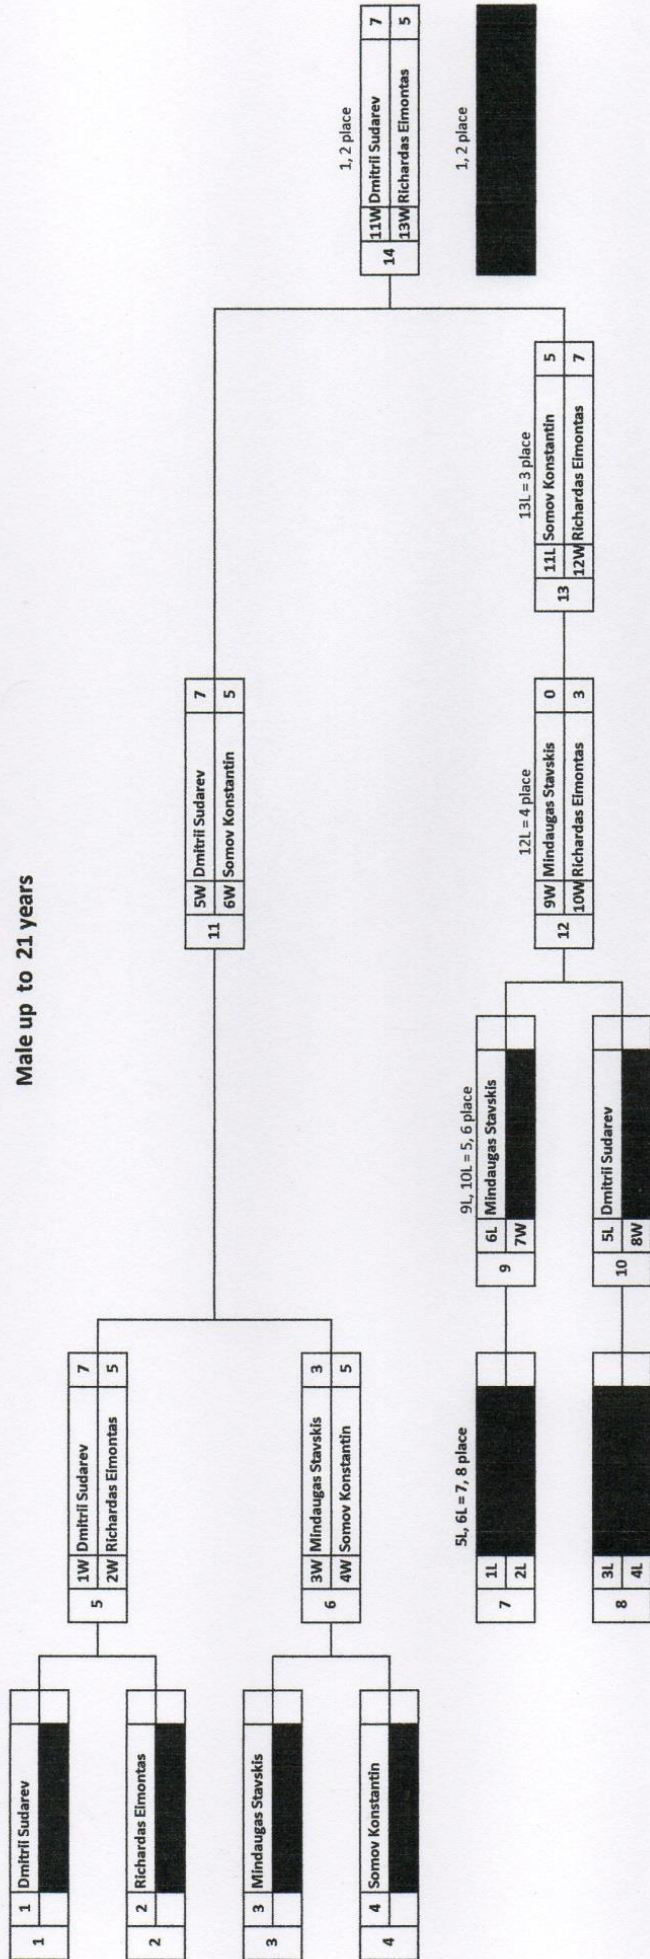 Male up to 21 years
1 1 Dmitrii Sudarev
2 2 Richardas Eimontas
3 3 Mindaugas Stavskis
4 4 Somov Konstantin
5 1W Dmitrii Sudarev 7
2W Richardas Eimontas 5
6 3W Mindaugas Stavskis 3
4W Somov Konstantin 5
5L, 6L = 7, 8 place
7 1L
2L
8 3L
4L
9L, 10L = 5, 6 place
9 6L Mindaugas Stavskis
7W
10 5L Dmitrii Sudarev
8W
11 5W Dmitrii Sudarev 7
6W Somov Konstantin 5
12L = 4 place
12 9W Mindaugas Stavskis 0
10W Richardas Eimontas 3
13L = 3 place
13 11L Somov Konstantin 5
12W Richardas Eimontas 7
1, 2 place
14 11W Dmitrii Sudarev 7
13W Richardas Eimontas 5
1, 2 place